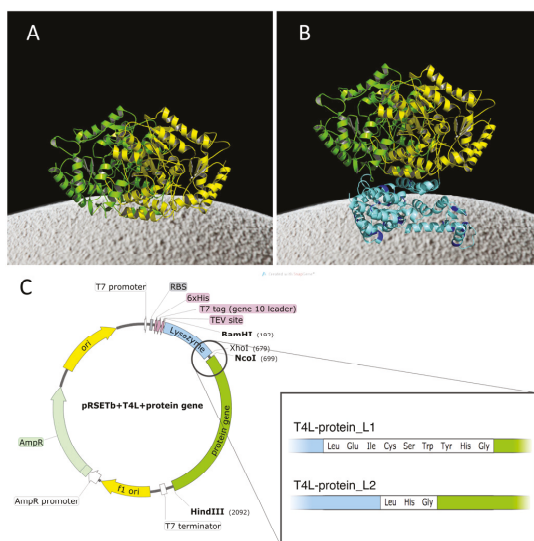 A
B
C
T7 promoter
RBS
6xHis
T7 tag (gene 10 leader)
TEV site
BamHI (192)
Lysozyme
XhoI (679)
NcoI (699)
ori
pRSETb+T4L+protein gene
protein gene
AmpR
AmpR promoter
f1 ori
HindIII (2092)
T7 terminator
T4L-protein_L1
Leu Glu Ile Cys Ser Trp Tyr His Gly
T4L-protein_L2
Leu His Gly